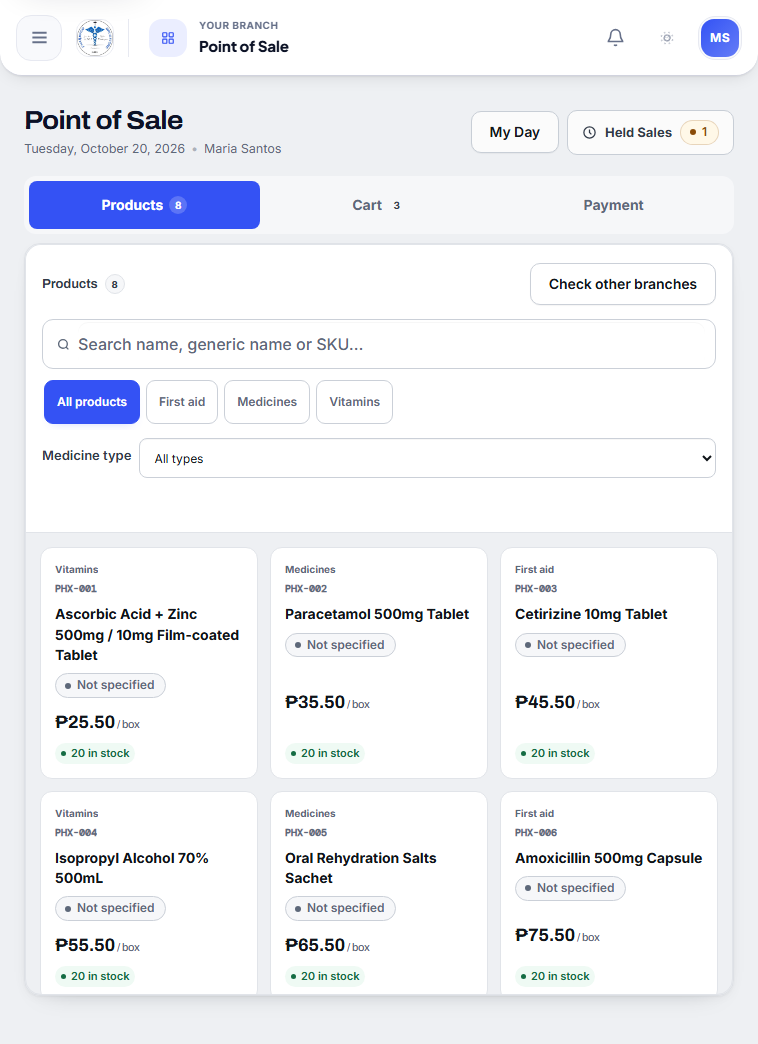 YOUR BRANCH
Point of Sale
MS
Point of Sale
Tuesday, October 20, 2026 • Maria Santos
My Day
Held Sales
1
Products 8
Cart 3
Payment
Products 8
Check other branches
Search name, generic name or SKU...
All products
First aid
Medicines
Vitamins
Medicine type
All types
Vitamins
PHX-001
Ascorbic Acid + Zinc
500mg / 10mg Film-coated
Tablet
Not specified
₱25.50 / box
20 in stock
Medicines
PHX-002
Paracetamol 500mg Tablet
Not specified
₱35.50 / box
20 in stock
First aid
PHX-003
Cetirizine 10mg Tablet
Not specified
₱45.50 / box
20 in stock
Vitamins
PHX-004
Isopropyl Alcohol 70%
500mL
Not specified
₱55.50 / box
20 in stock
Medicines
PHX-005
Oral Rehydration Salts
Sachet
Not specified
₱65.50 / box
20 in stock
First aid
PHX-006
Amoxicillin 500mg Capsule
Not specified
₱75.50 / box
20 in stock